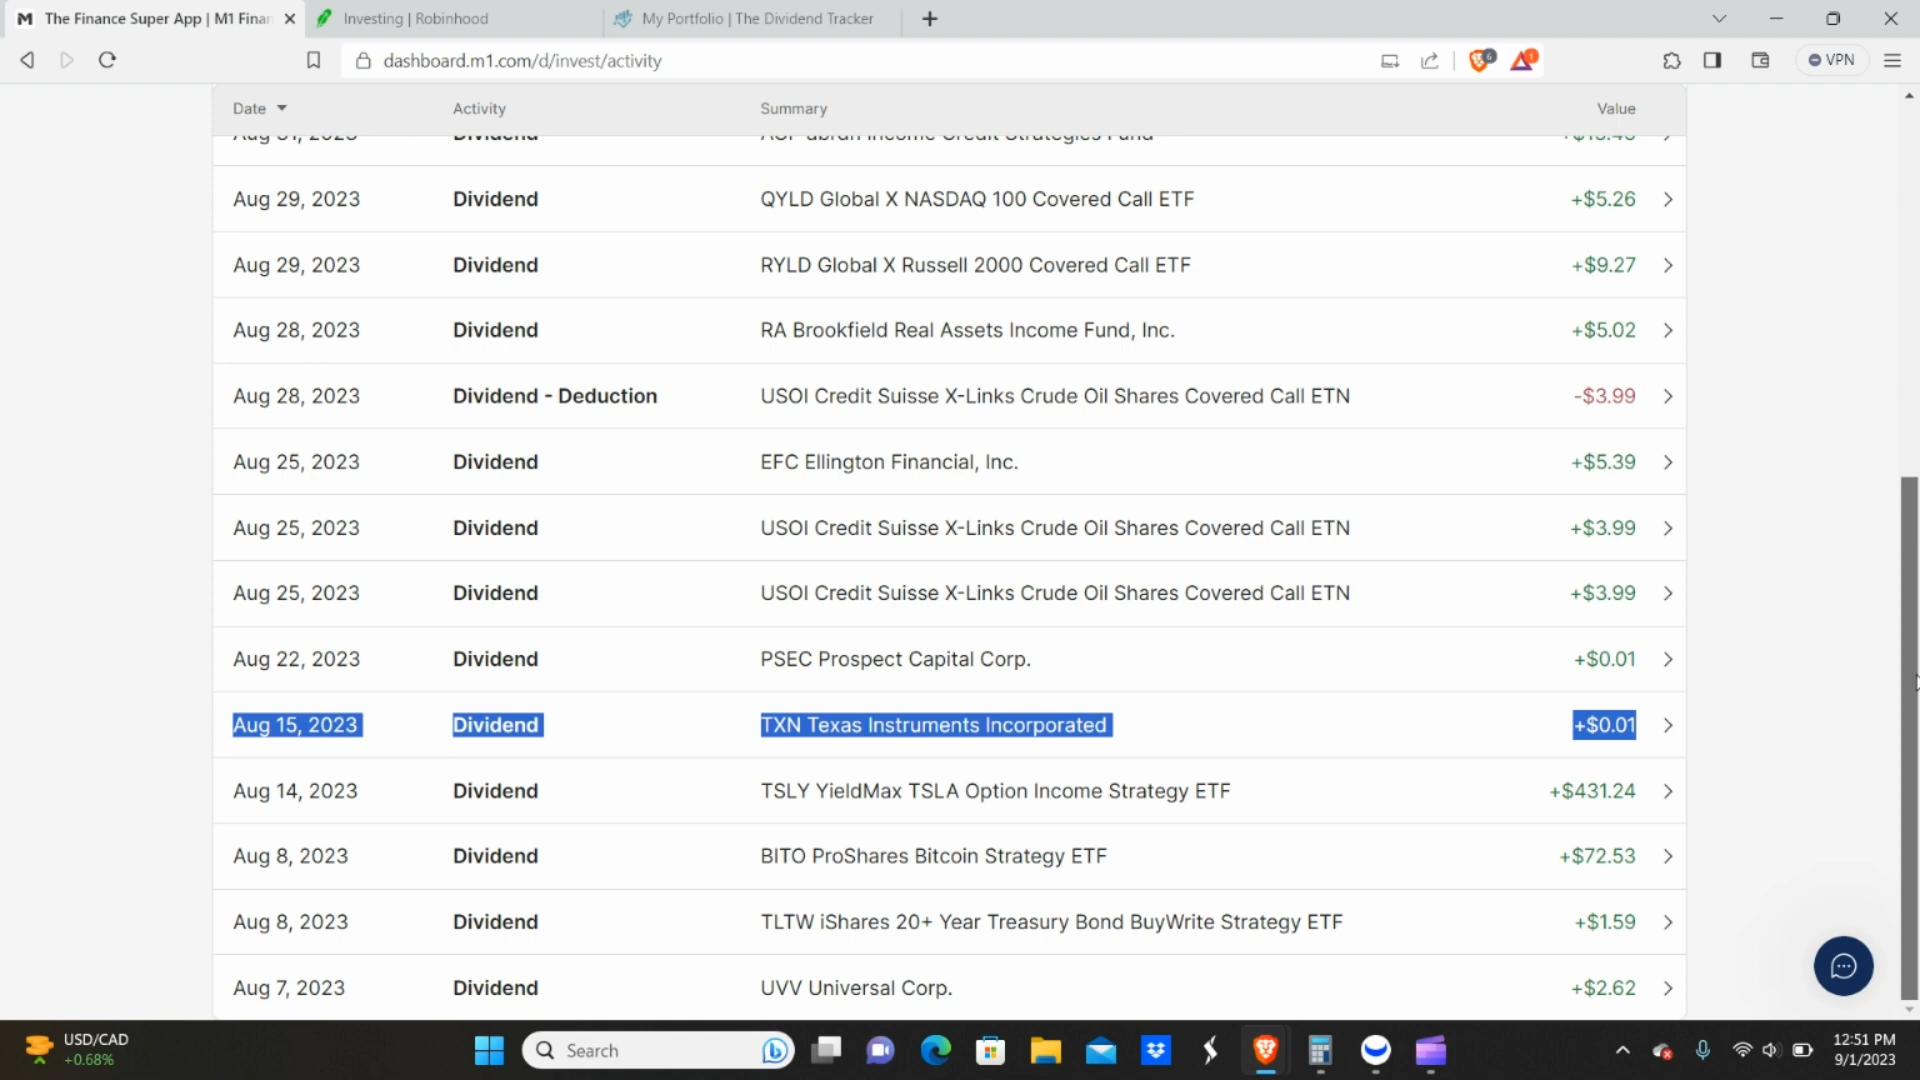 The Finance Super App | M1 Finan
Investing | Robinhood
My Portfolio | The Dividend Tracker
dashboard.m1.com/d/invest/activity
6
1
VPN
Date Activity Summary Value
Aug 29, 2023 Dividend QYLD Global X NASDAQ 100 Covered Call ETF +$5.26
Aug 29, 2023 Dividend RYLD Global X Russell 2000 Covered Call ETF +$9.27
Aug 28, 2023 Dividend RA Brookfield Real Assets Income Fund, Inc. +$5.02
Aug 28, 2023 Dividend - Deduction USOI Credit Suisse X-Links Crude Oil Shares Covered Call ETN -$3.99
Aug 25, 2023 Dividend EFC Ellington Financial, Inc. +$5.39
Aug 25, 2023 Dividend USOI Credit Suisse X-Links Crude Oil Shares Covered Call ETN +$3.99
Aug 25, 2023 Dividend USOI Credit Suisse X-Links Crude Oil Shares Covered Call ETN +$3.99
Aug 22, 2023 Dividend PSEC Prospect Capital Corp. +$0.01
Aug 15, 2023 Dividend TXN Texas Instruments Incorporated +$0.01
Aug 14, 2023 Dividend TSLY YieldMax TSLA Option Income Strategy ETF +$431.24
Aug 8, 2023 Dividend BITO ProShares Bitcoin Strategy ETF +$72.53
Aug 8, 2023 Dividend TLTW iShares 20+ Year Treasury Bond BuyWrite Strategy ETF +$1.59
Aug 7, 2023 Dividend UVV Universal Corp. +$2.62
USD/CAD
+0.68%
Search
12:51 PM
9/1/2023